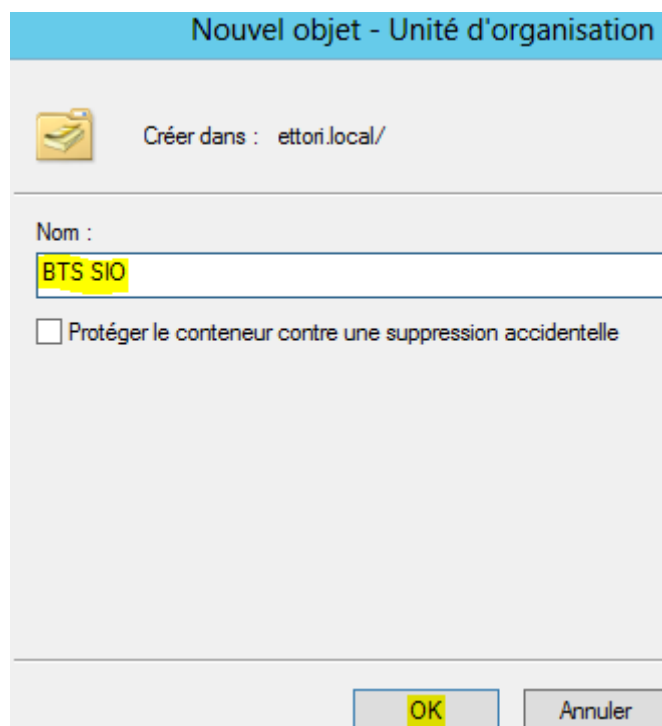 Nouvel objet - Unité d'organisation
Créer dans : ettori.local/
Nom :
BTS SIO
Protéger le conteneur contre une suppression accidentelle
OK Annuler